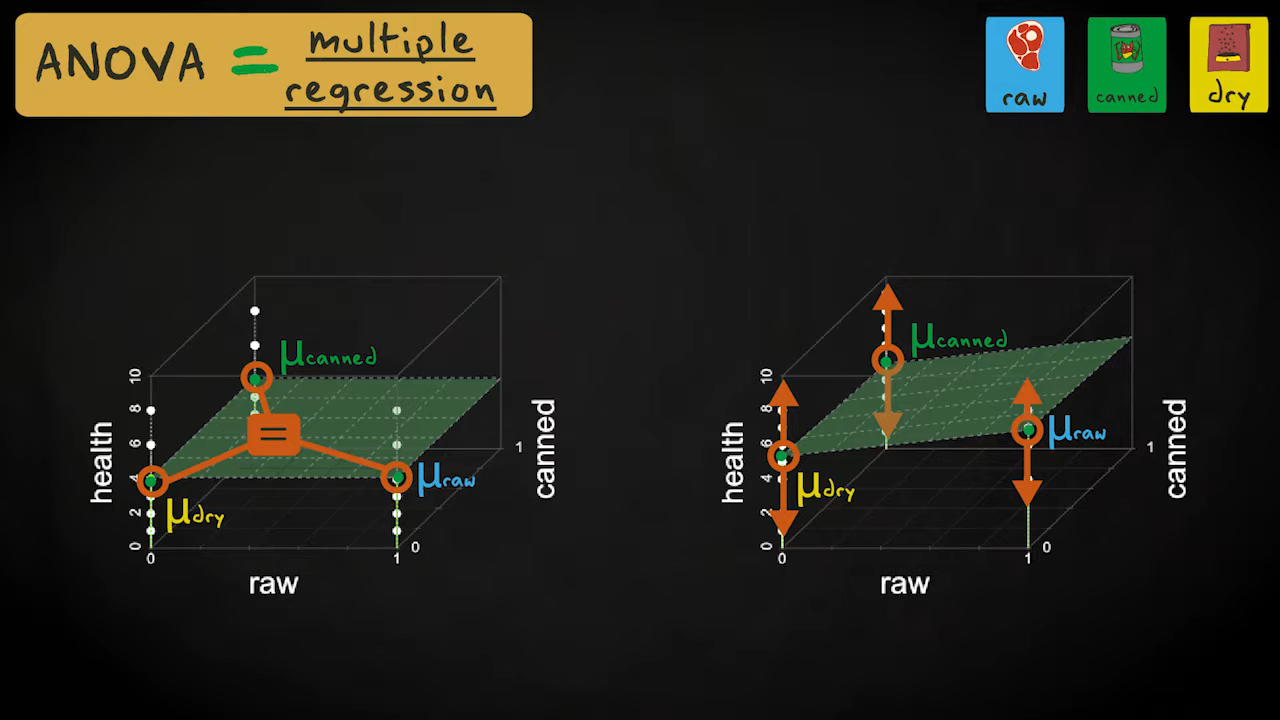 ANOVA = multiple
regression
raw
canned
dry
μcanned
μraw
μdry
health
10
8
6
4
2
0
0
1
raw
0
1
canned
μcanned
μraw
μdry
health
10
8
6
4
2
0
0
1
raw
0
1
canned